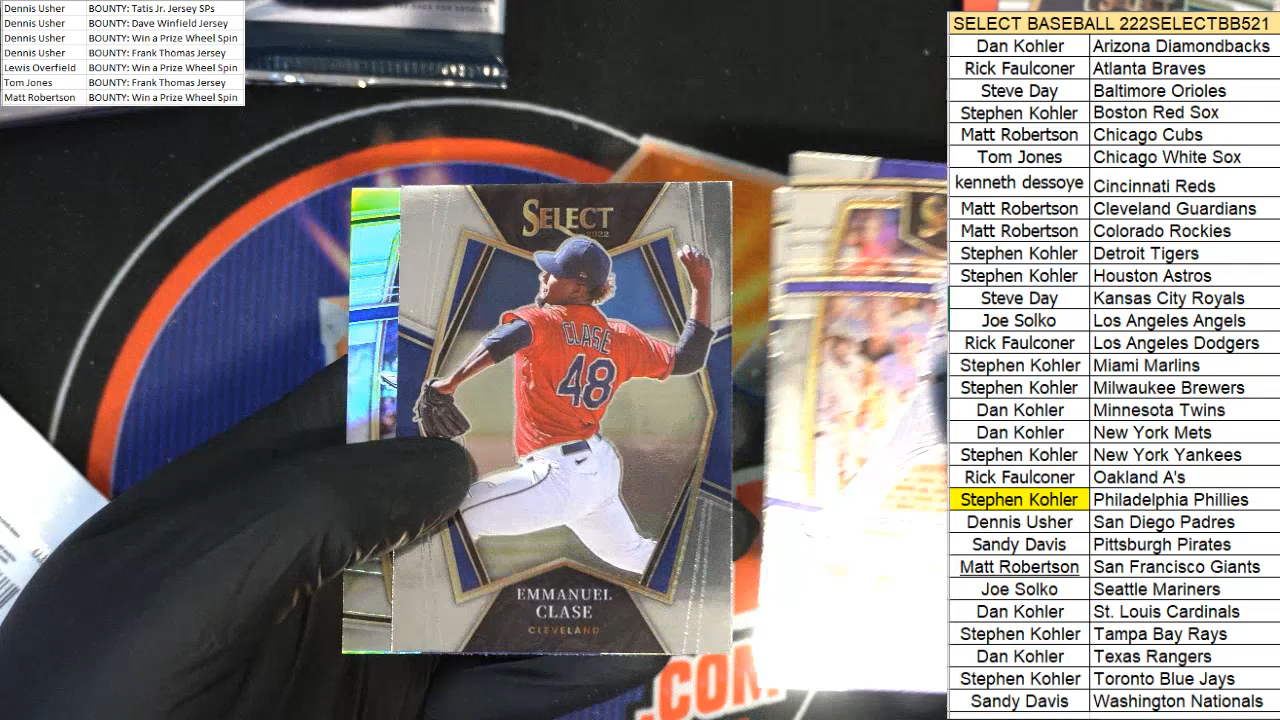 Dennis Usher BOUNTY: Tatis Jr. Jersey SPs
Dennis Usher BOUNTY: Dave Winfield Jersey
Dennis Usher BOUNTY: Win a Prize Wheel Spin
Dennis Usher BOUNTY: Frank Thomas Jersey
Lewis Overfield BOUNTY: Win a Prize Wheel Spin
Tom Jones BOUNTY: Frank Thomas Jersey
Matt Robertson BOUNTY: Win a Prize Wheel Spin
SELECT
2022
CLASE
48
EMMANUEL
CLASE
CLEVELAND
.COM
SELECT BASEBALL 222SELECTBB521
Dan Kohler Arizona Diamondbacks
Rick Faulconer Atlanta Braves
Steve Day Baltimore Orioles
Stephen Kohler Boston Red Sox
Matt Robertson Chicago Cubs
Tom Jones Chicago White Sox
kenneth dessoye Cincinnati Reds
Matt Robertson Cleveland Guardians
Matt Robertson Colorado Rockies
Stephen Kohler Detroit Tigers
Stephen Kohler Houston Astros
Steve Day Kansas City Royals
Joe Solko Los Angeles Angels
Rick Faulconer Los Angeles Dodgers
Stephen Kohler Miami Marlins
Stephen Kohler Milwaukee Brewers
Dan Kohler Minnesota Twins
Dan Kohler New York Mets
Stephen Kohler New York Yankees
Rick Faulconer Oakland A's
Stephen Kohler Philadelphia Phillies
Dennis Usher San Diego Padres
Sandy Davis Pittsburgh Pirates
Matt Robertson San Francisco Giants
Joe Solko Seattle Mariners
Dan Kohler St. Louis Cardinals
Stephen Kohler Tampa Bay Rays
Dan Kohler Texas Rangers
Stephen Kohler Toronto Blue Jays
Sandy Davis Washington Nationals